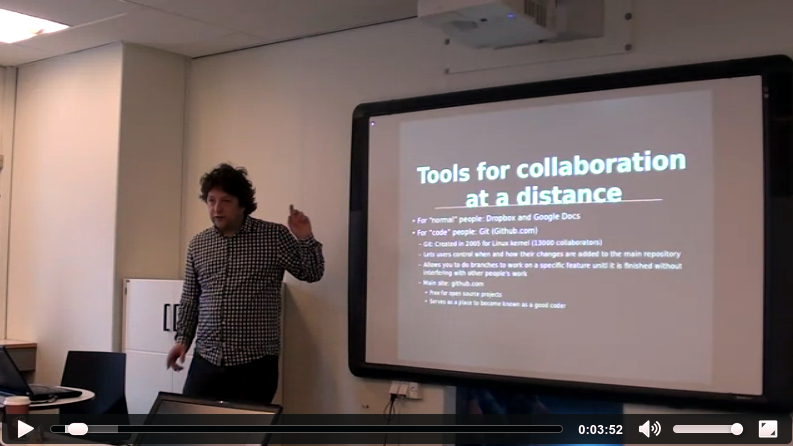 Tools for collaboration
at a distance
• For "normal" people: Dropbox and Google Docs
• For "code" people: Git (Github.com)
– Git: Created in 2005 for Linux kernel (13000 collaborators)
– Lets users control when and how their changes are added to the main repository
– Allows you to do branches to work on a specific feature until it is finished without
interfering with other people's work
– Main site: github.com
• Free for open source projects
• Serves as a place to become known as a good coder
0:03:52